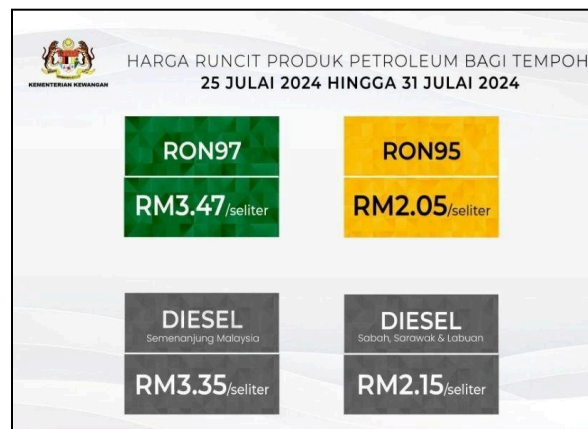 KEMENTERIAN KEWANGAN
HARGA RUNCIT PRODUK PETROLEUM BAGI TEMPOH
25 JULAI 2024 HINGGA 31 JULAI 2024
RON97
RM3.47/seliter
RON95
RM2.05/seliter
DIESEL
Semenanjung Malaysia
RM3.35/seliter
DIESEL
Sabah, Sarawak & Labuan
RM2.15/seliter